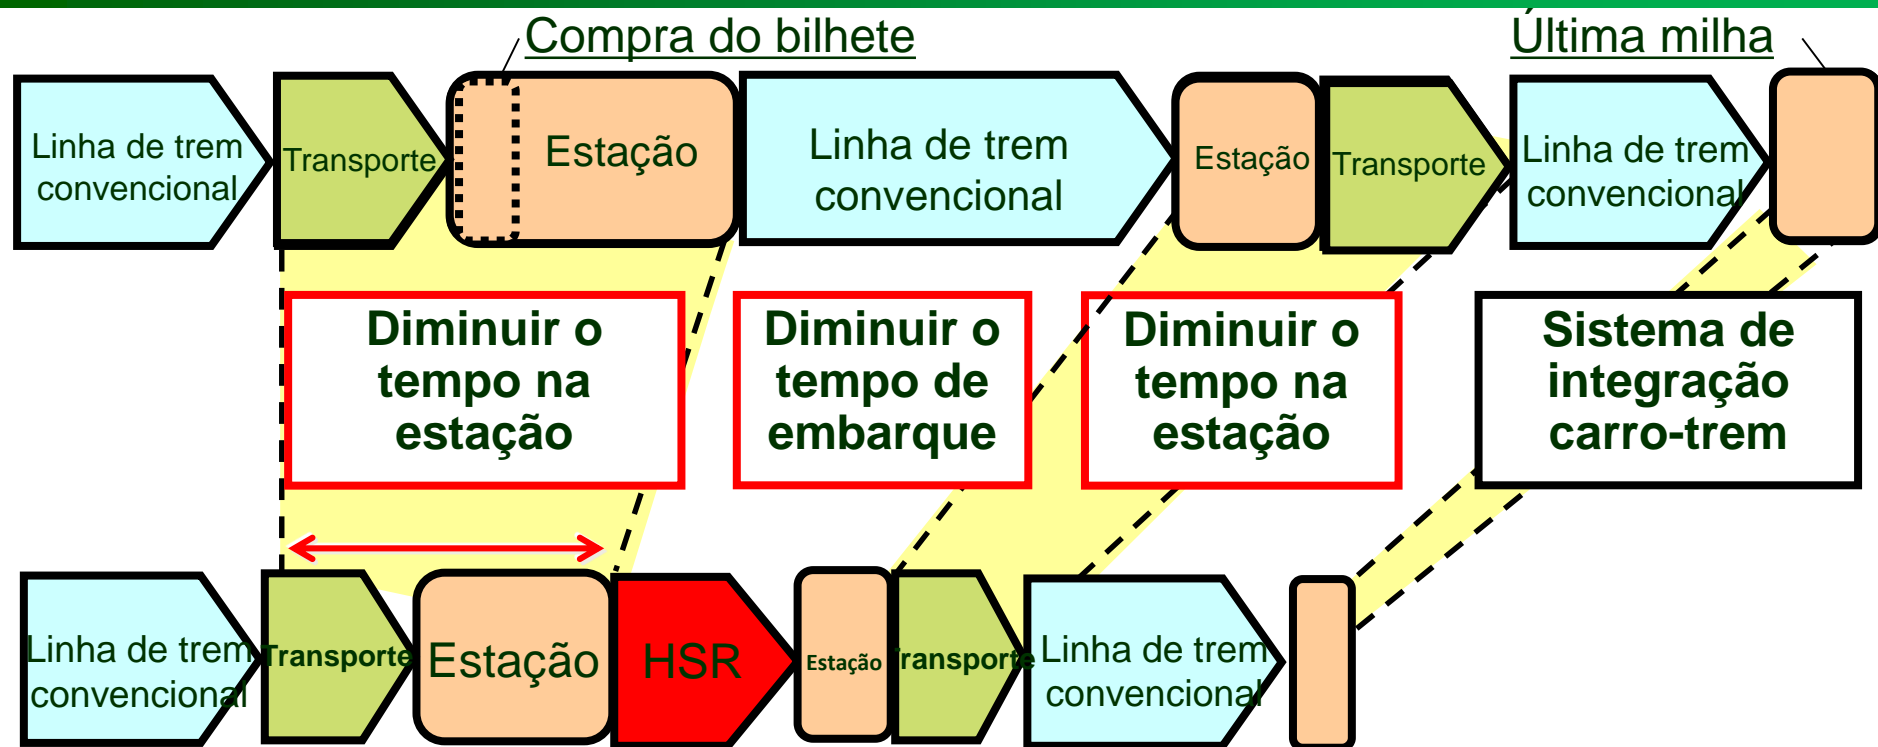 Compra do bilhete
Última milha
Linha de trem
convencional
Transporte
Estação
Linha de trem
convencional
Estação
Transporte
Linha de trem
convencional
Diminuir o
tempo na
estação
Diminuir o
tempo de
embarque
Diminuir o
tempo na
estação
Sistema de
integração
carro-trem
Linha de trem
convencional
Transporte
Estação
HSR
Estação
Transporte
Linha de trem
convencional